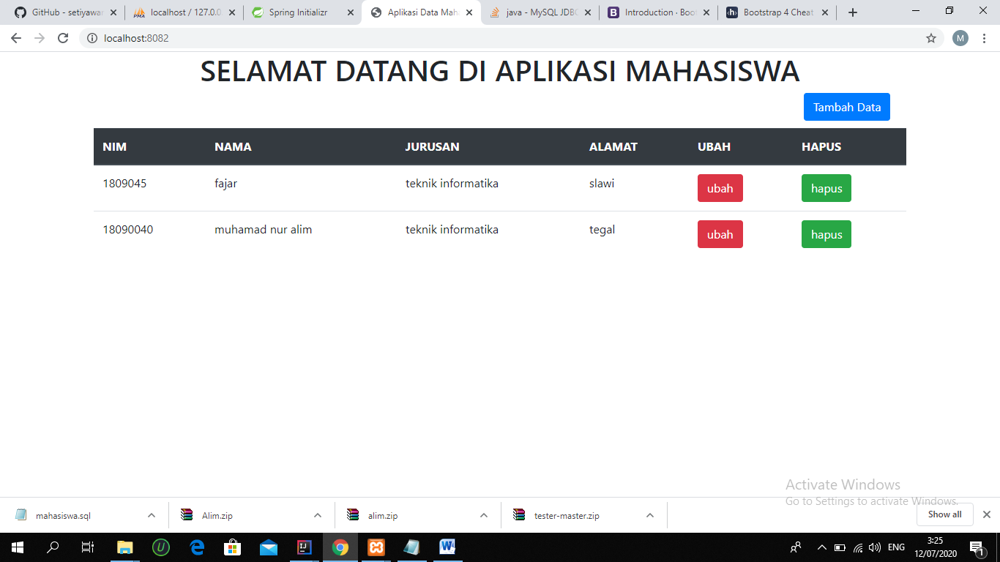 GitHub - setiyawan
localhost / 127.0.0
Spring Initializr
Aplikasi Data Mah
java - MySQL JDBC
Introduction · Boo
Bootstrap 4 Cheat
localhost:8082
M
SELAMAT DATANG DI APLIKASI MAHASISWA
Tambah Data
NIM NAMA JURUSAN ALAMAT UBAH HAPUS
1809045 fajar teknik informatika slawi ubah hapus
18090040 muhamad nur alim teknik informatika tegal ubah hapus
Activate Windows
Go to Settings to activate Windows.
mahasiswa.sql Alim.zip alim.zip tester-master.zip Show all
ENG
3:25
12/07/2020
1